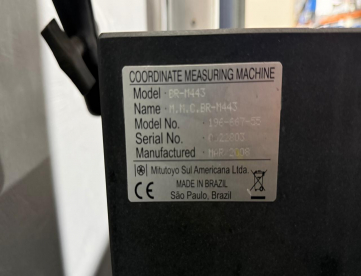 COORDINATE MEASURING MACHINE
Model BR-M443
Name M.M.C.BR-M443
Model No.
Serial No.
Manufactured
Mitutoyo Sul Americana Ltda.
CE MADE IN BRAZIL
São Paulo, Brazil